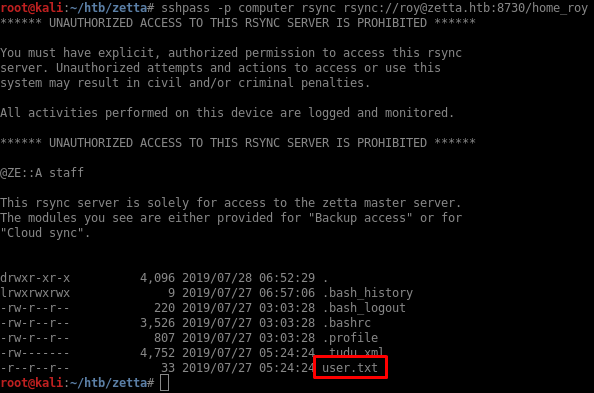 root@kali:~/htb/zetta# sshpass -p computer rsync rsync://roy@zetta.htb:8730/home_roy
****** UNAUTHORIZED ACCESS TO THIS RSYNC SERVER IS PROHIBITED ******
You must have explicit, authorized permission to access this rsync
server. Unauthorized attempts and actions to access or use this
system may result in civil and/or criminal penalties.
All activities performed on this device are logged and monitored.
****** UNAUTHORIZED ACCESS TO THIS RSYNC SERVER IS PROHIBITED ******
@ZE::A staff
This rsync server is solely for access to the zetta master server.
The modules you see are either provided for "Backup access" or for
"Cloud sync".
drwxr-xr-x 4,096 2019/07/28 06:52:29 .
lrwxrwxrwx 9 2019/07/27 06:57:06 .bash_history
-rw-r--r-- 220 2019/07/27 03:03:28 .bash_logout
-rw-r--r-- 3,526 2019/07/27 03:03:28 .bashrc
-rw-r--r-- 807 2019/07/27 03:03:28 .profile
-rw------- 4,752 2019/07/27 05:24:24 .tudu.xml
-r--r--r-- 33 2019/07/27 05:24:24 user.txt
root@kali:~/htb/zetta#